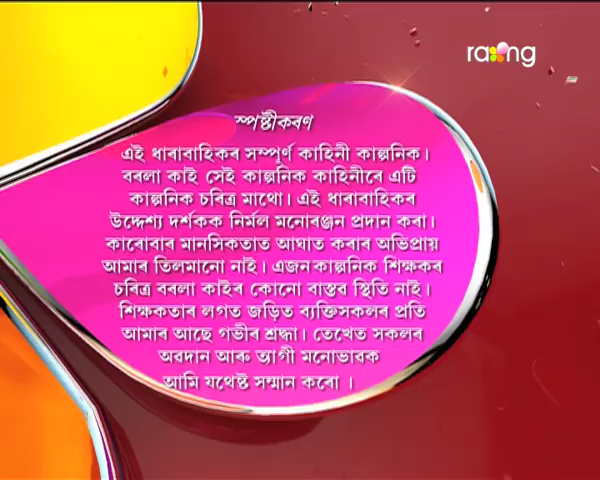 rang
স্পষ্টীকৰণ
এই ধাৰাবাহিকৰ সম্পূৰ্ণ কাহিনী কাল্পনিক।
বৰলা কাই সেই কাল্পনিক কাহিনীৰে এটি
কাল্পনিক চৰিত্ৰ মাথো। এই ধাৰাবাহিকৰ
উদ্দেশ্য দৰ্শকক নিৰ্মল মনোৰঞ্জন প্ৰদান কৰা।
কাৰোবাৰ মানসিকতাত আঘাত কৰাৰ অভিপ্ৰায়
আমাৰ তিলমানো নাই। এজন কাল্পনিক শিক্ষকৰ
চৰিত্ৰ বৰলা কাইৰ কোনো বাস্তৱ স্থিতি নাই।
শিক্ষকতাৰ লগত জড়িত ব্যক্তিসকলৰ প্ৰতি
আমাৰ আছে গভীৰ শ্ৰদ্ধা। তেখেত সকলৰ
অৱদান আৰু ত্যাগী মনোভাৱক
আমি যথেষ্ট সন্মান কৰো ।